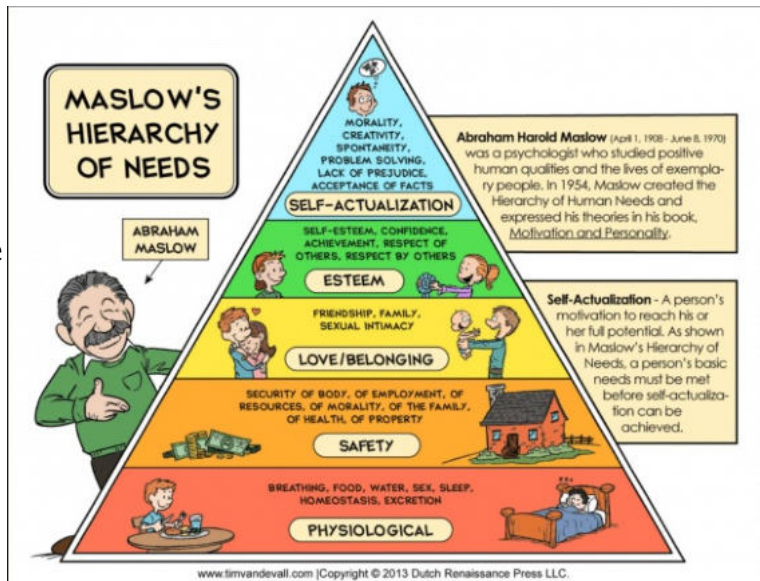 MASLOW'S
HIERARCHY
OF NEEDS
ABRAHAM
MASLOW
MORALITY,
CREATIVITY,
SPONTANEITY,
PROBLEM SOLVING,
LACK OF PREJUDICE,
ACCEPTANCE OF FACTS
SELF-ACTUALIZATION
SELF-ESTEEM, CONFIDENCE,
ACHIEVEMENT, RESPECT OF
OTHERS, RESPECT BY OTHERS
ESTEEM
FRIENDSHIP, FAMILY,
SEXUAL INTIMACY
LOVE/BELONGING
SECURITY OF BODY, OF EMPLOYMENT, OF
RESOURCES, OF MORALITY, OF THE FAMILY,
OF HEALTH, OF PROPERTY
SAFETY
BREATHING, FOOD, WATER, SEX, SLEEP,
HOMEOSTASIS, EXCRETION
PHYSIOLOGICAL
Abraham Harold Maslow (April 1, 1908 - June 8, 1970)
was a psychologist who studied positive
human qualities and the lives of exempla-
ry people. In 1954, Maslow created the
Hierarchy of Human Needs and
expressed his theories in his book,
Motivation and Personality.
Self-Actualization - A person's
motivation to reach his or
her full potential. As shown
in Maslow's Hierarchy of
Needs, a person's basic
needs must be met
before self-actualiza-
tion can be
achieved.
www.timvandevall.com |Copyright © 2013 Dutch Renaissance Press LLC.